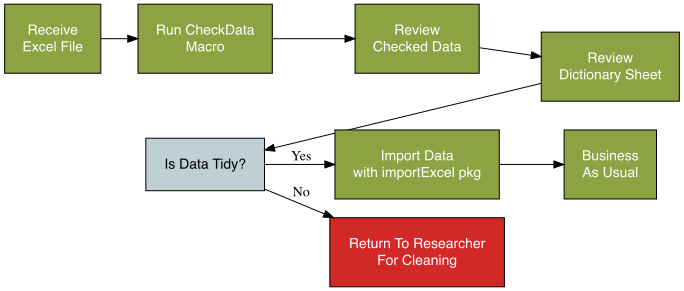 Receive
Excel File
Run CheckData
Macro
Review
Checked Data
Review
Dictionary Sheet
Is Data Tidy?
Yes
Import Data
with importExcel pkg
Business
As Usual
No
Return To Researcher
For Cleaning